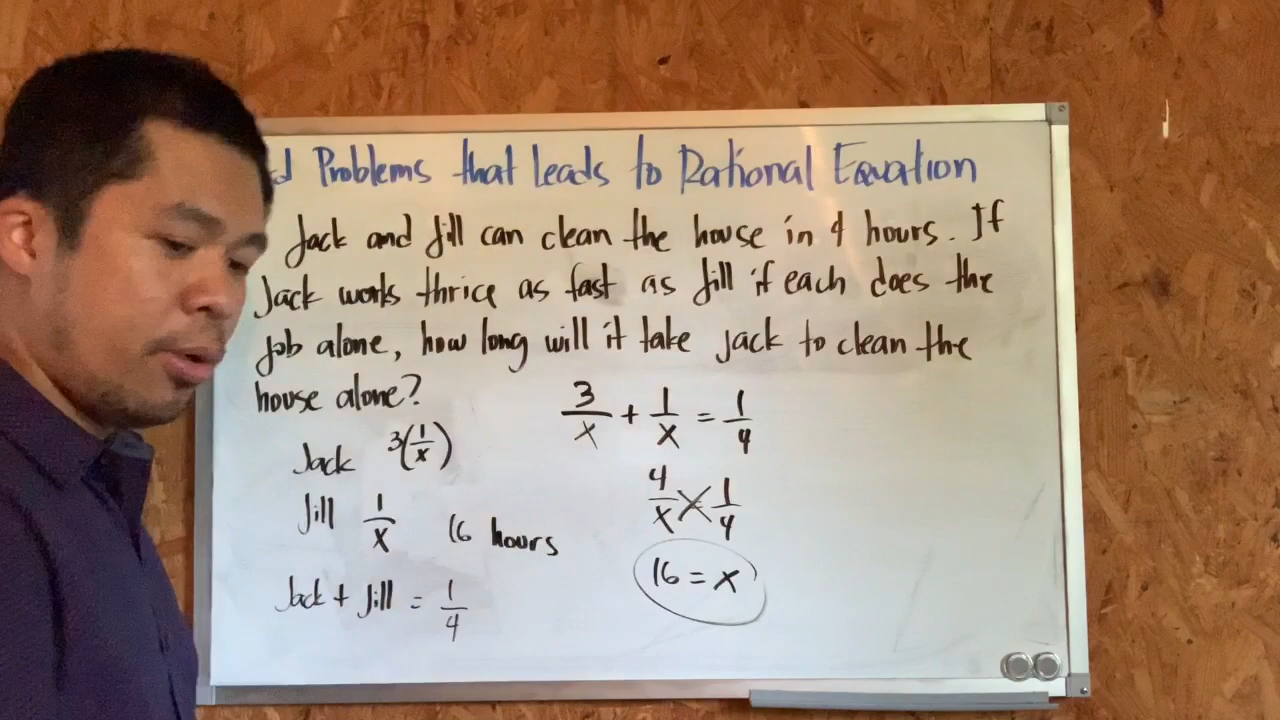 Problems that leads to Rational Equation
Jack and Jill can clean the house in 4 hours. If
Jack works thrice as fast as Jill if each does the
job alone, how long will it take Jack to clean the
house alone?
3/x + 1/x = 1/4
Jack 3(1/x)
4/x 1/4
Jill 1/x 16 hours
16 = x
Jack + Jill = 1/4